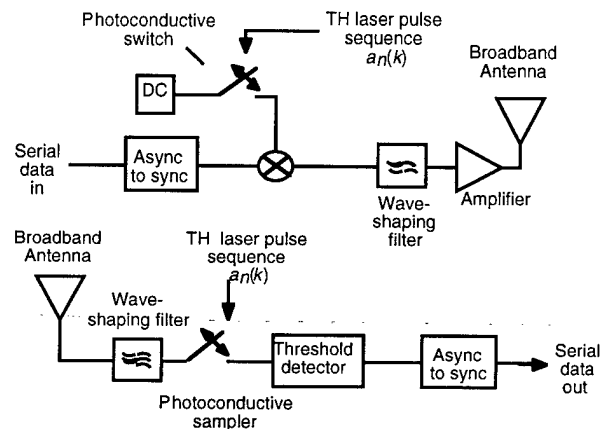 Photoconductive
switch
TH laser pulse
sequence
an(k)
Broadband
Antenna
DC
Serial
data
in
Async
to sync
Wave-
shaping
filter
Amplifier
Broadband
Antenna
TH laser pulse
sequence
an(k)
Wave-
shaping filter
Threshold
detector
Async
to sync
Serial
data
out
Photoconductive
sampler